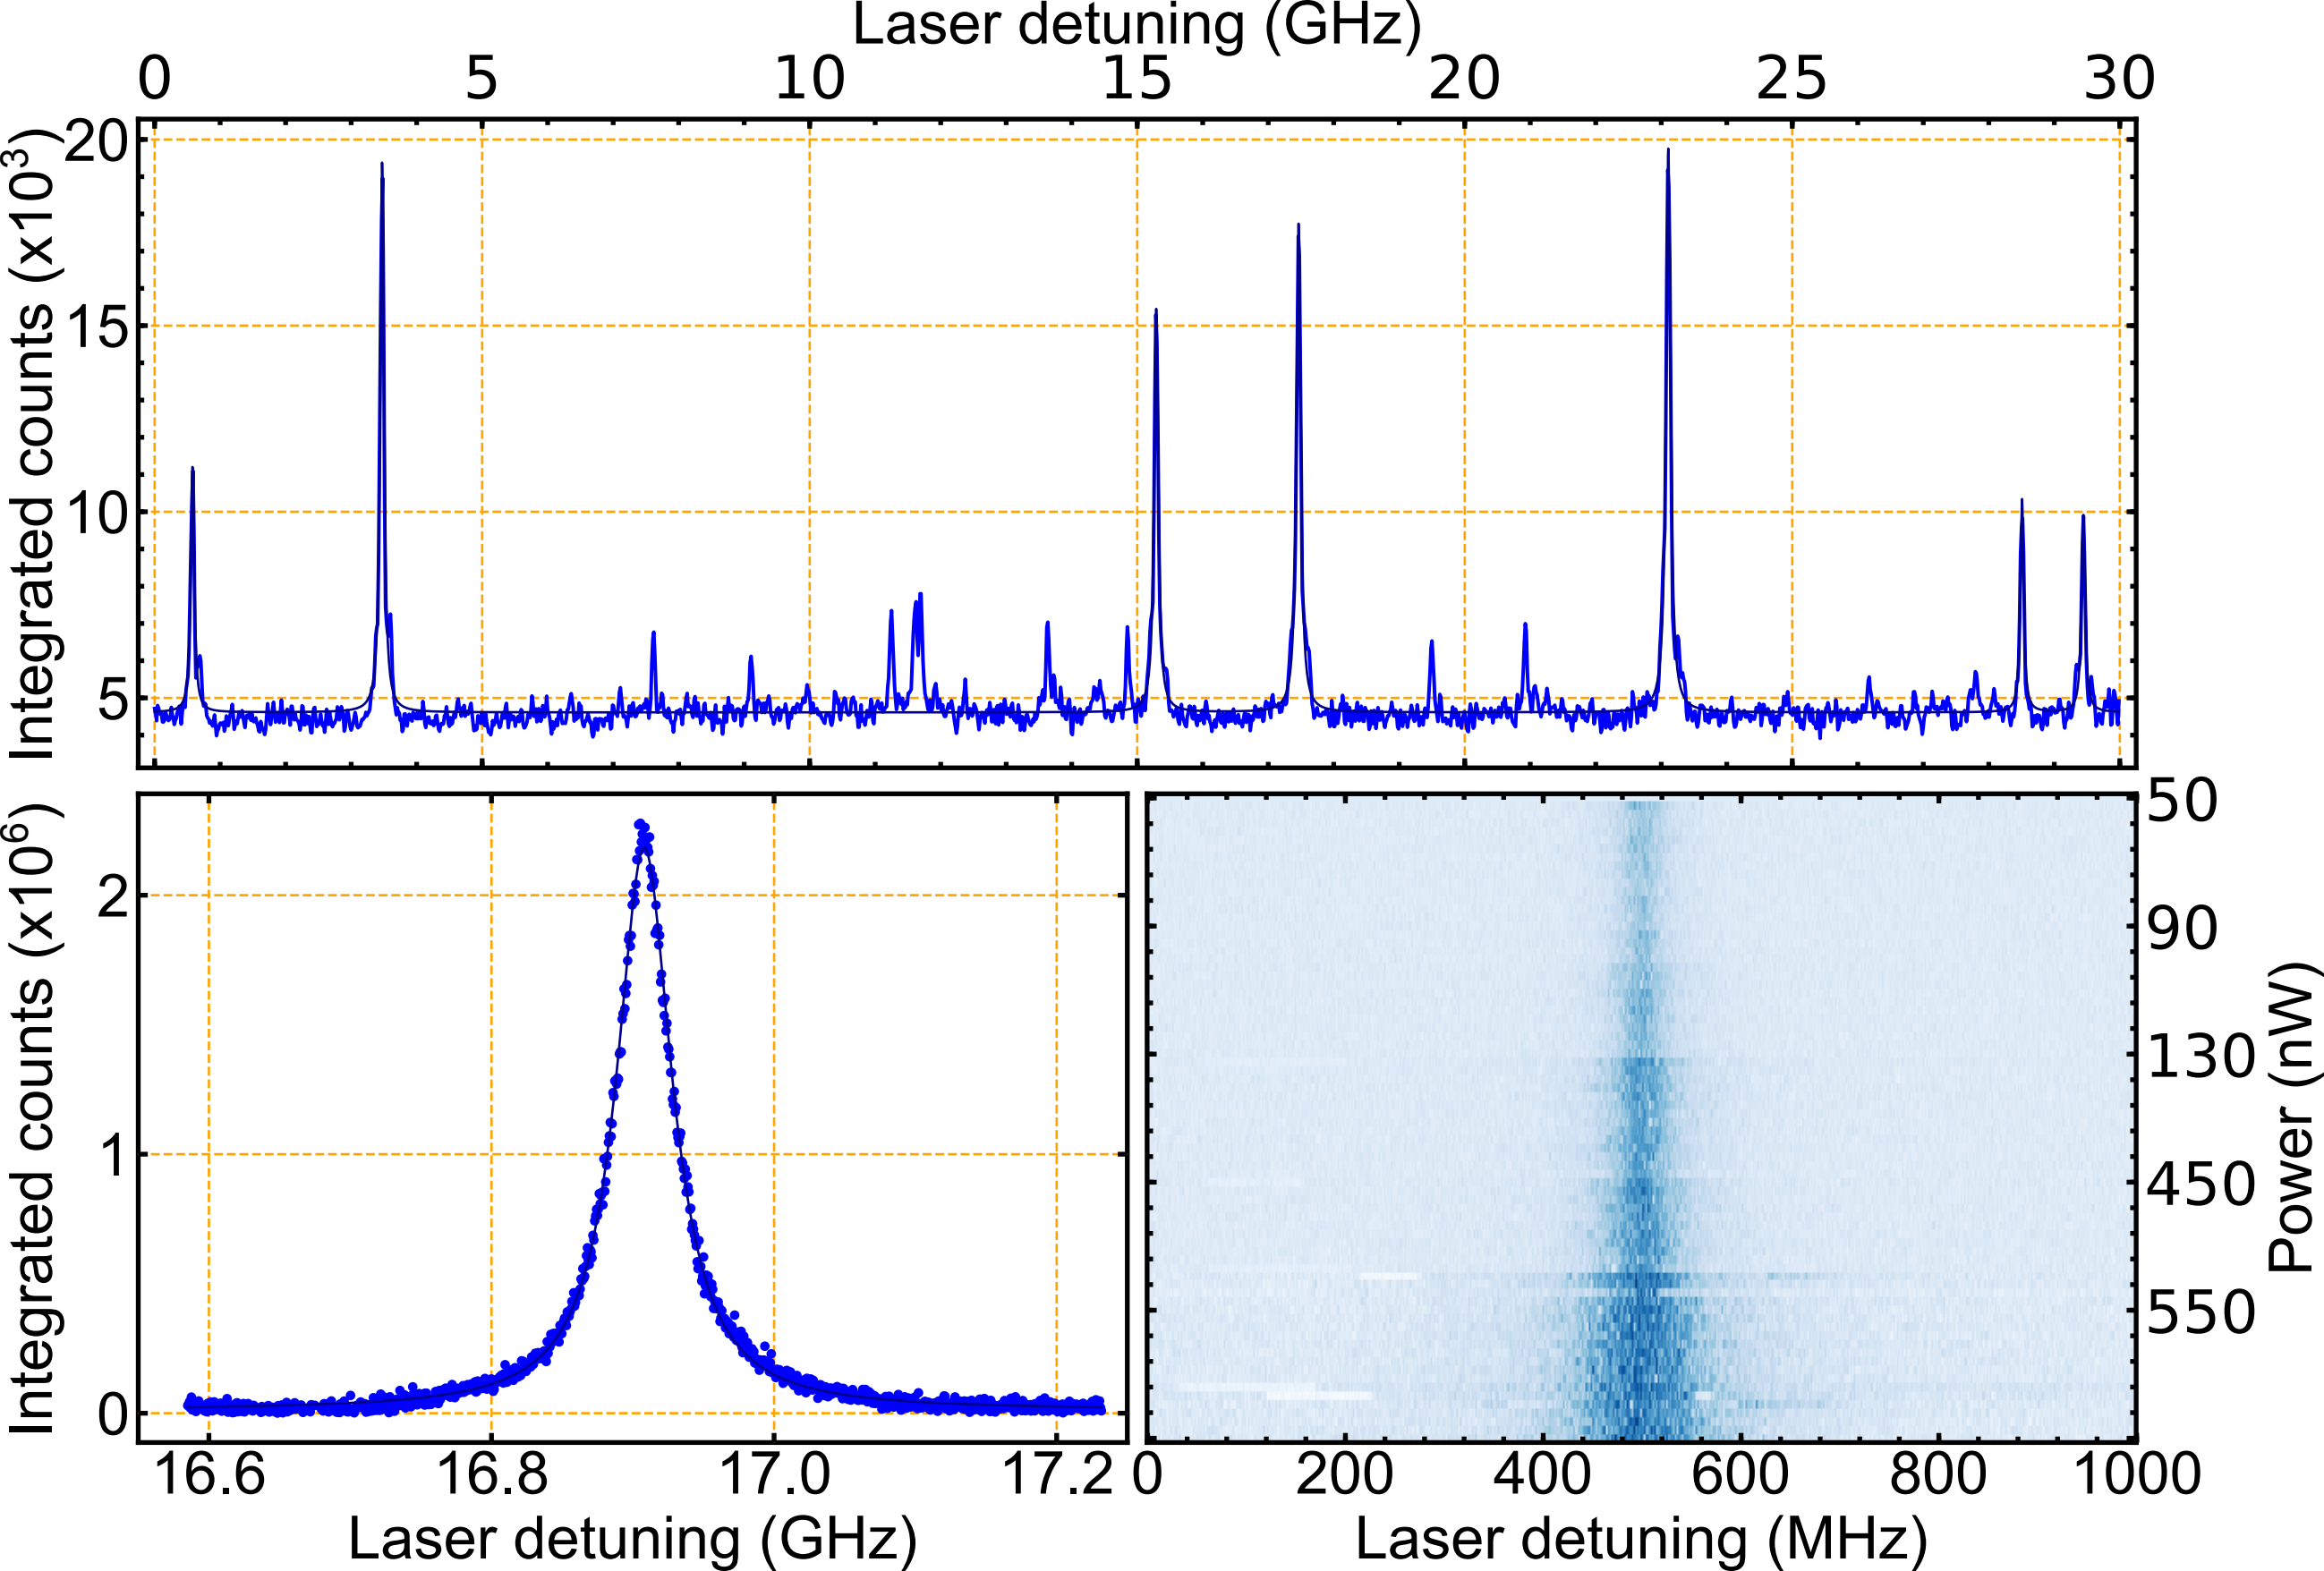 Laser detuning (GHz)
0 5 10 15 20 25 30
Integrated counts (x10³)
20
15
10
5
Integrated counts (x10⁶)
2
1
0
16.6 16.8 17.0 17.2
Laser detuning (GHz)
50
90
130
450
550
Power (nW)
0 200 400 600 800 1000
Laser detuning (MHz)